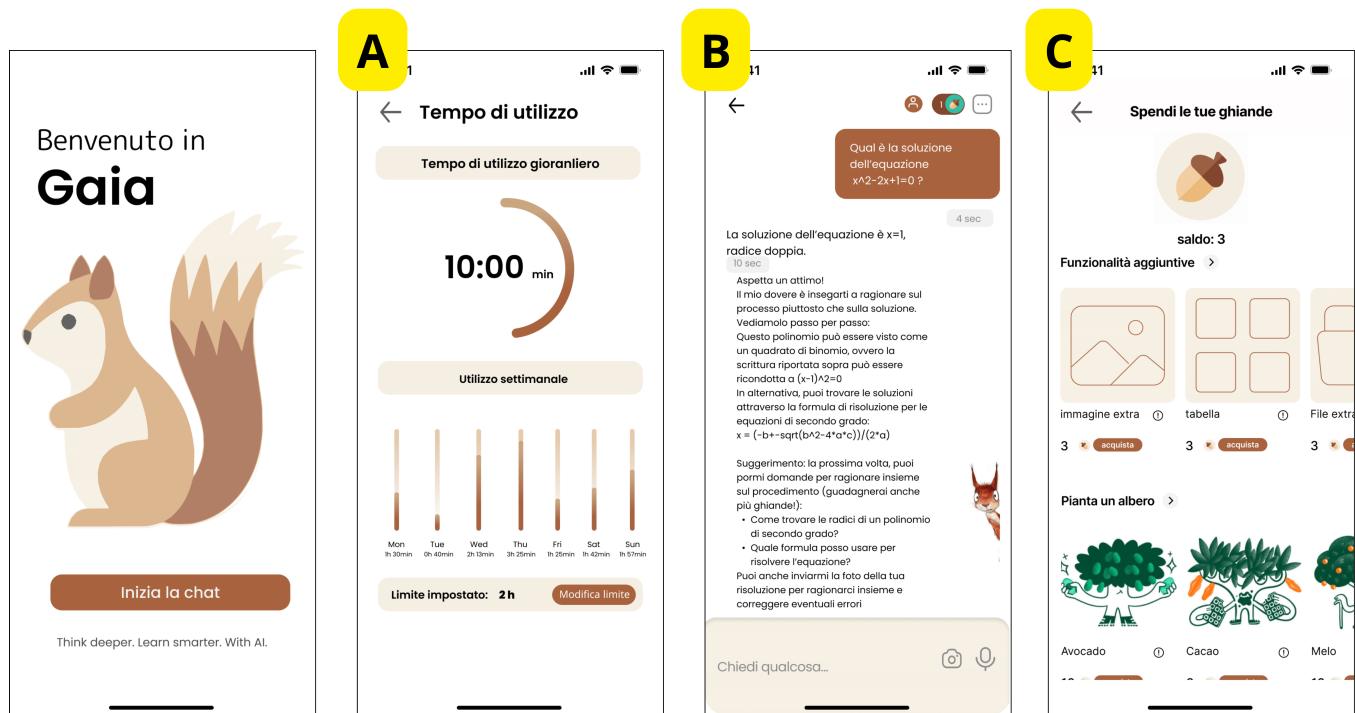 Benvenuto in
Gaia
Inizia la chat
Think deeper. Learn smarter. With AI.
A
Tempo di utilizzo
Tempo di utilizzo gioranliero
10:00 min
Utilizzo settimanale
Mon Tue Wed Thu Fri Sat Sun
1h 30min 0h 40min 2h 13min 3h 25min 1h 25min 1h 42min 1h 57min
Limite impostato: 2 h Modifica limite
B
41
1
Qual è la soluzione
dell'equazione
x^2-2x+1=0 ?
4 sec
La soluzione dell'equazione è x=1,
radice doppia.
10 sec
Aspetta un attimo!
Il mio dovere è insegarti a ragionare sul
processo piuttosto che sulla soluzione.
Vediamolo passo per passo:
Questo polinomio può essere visto come
un quadrato di binomio, ovvero la
scrittura riportata sopra può essere
ricondotta a (x-1)^2=0
In alternativa, puoi trovare le soluzioni
attraverso la formula di risoluzione per le
equazioni di secondo grado:
x = (-b+-sqrt(b^2-4*a*c))/(2*a)
Suggerimento: la prossima volta, puoi
pormi domande per ragionare insieme
sul procedimento (guadagnerai anche
più ghiande!):
• Come trovare le radici di un polinomio
di secondo grado?
• Quale formula posso usare per
risolvere l'equazione?
Puoi anche inviarmi la foto della tua
risoluzione per ragionarci insieme e
correggere eventuali errori
Chiedi qualcosa...
C
41
Spendi le tue ghiande
saldo: 3
Funzionalità aggiuntive
immagine extra tabella File extra
3 acquista 3 acquista 3
Pianta un albero
Avocado Cacao Melo